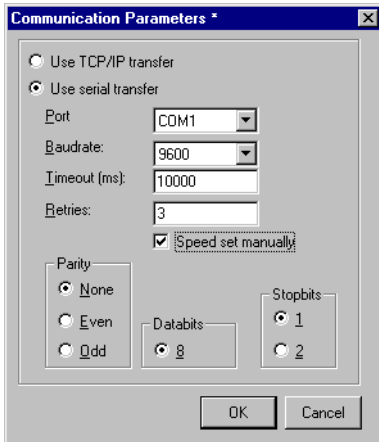 Communication Parameters *
Use TCP/IP transfer
Use serial transfer
Port COM1
Baudrate: 9600
Timeout (ms): 10000
Retries: 3
Speed set manually
Parity
None
Even
Odd
Databits
8
Stopbits
1
2
OK Cancel